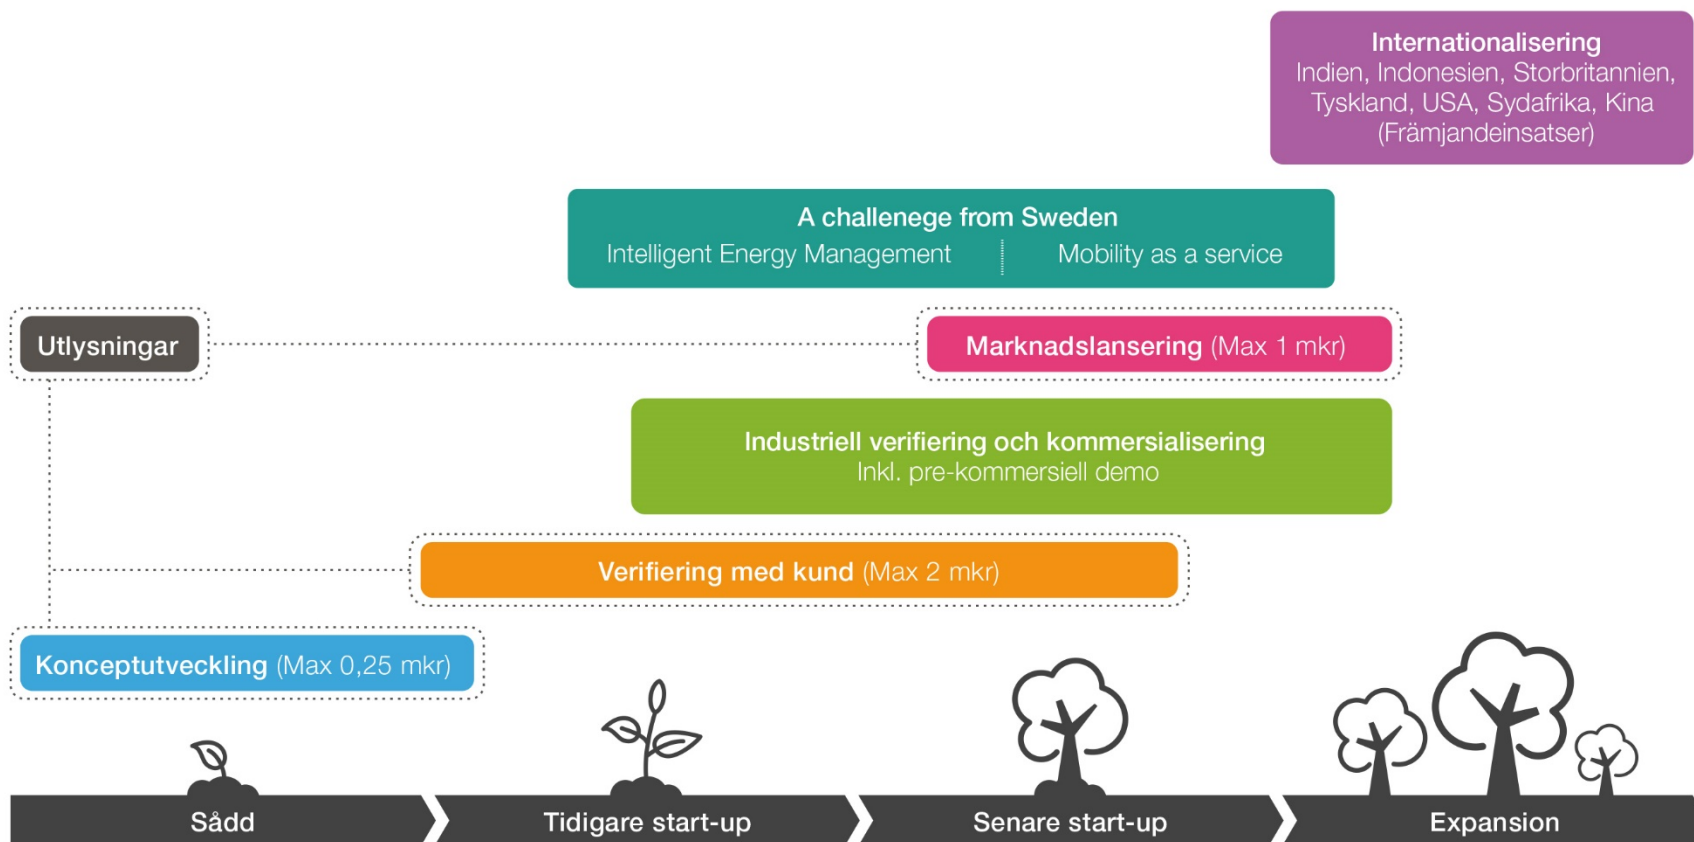 Internationalisering
Indien, Indonesien, Storbritannien,
Tyskland, USA, Sydafrika, Kina
(Främjandeinsatser)
A challenege from Sweden
Intelligent Energy Management
Mobility as a service
Utlysningar
Marknadslansering (Max 1 mkr)
Industriell verifiering och kommersialisering
Inkl. pre-kommersiell demo
Verifiering med kund (Max 2 mkr)
Konceptutveckling (Max 0,25 mkr)
Sådd
Tidigare start-up
Senare start-up
Expansion